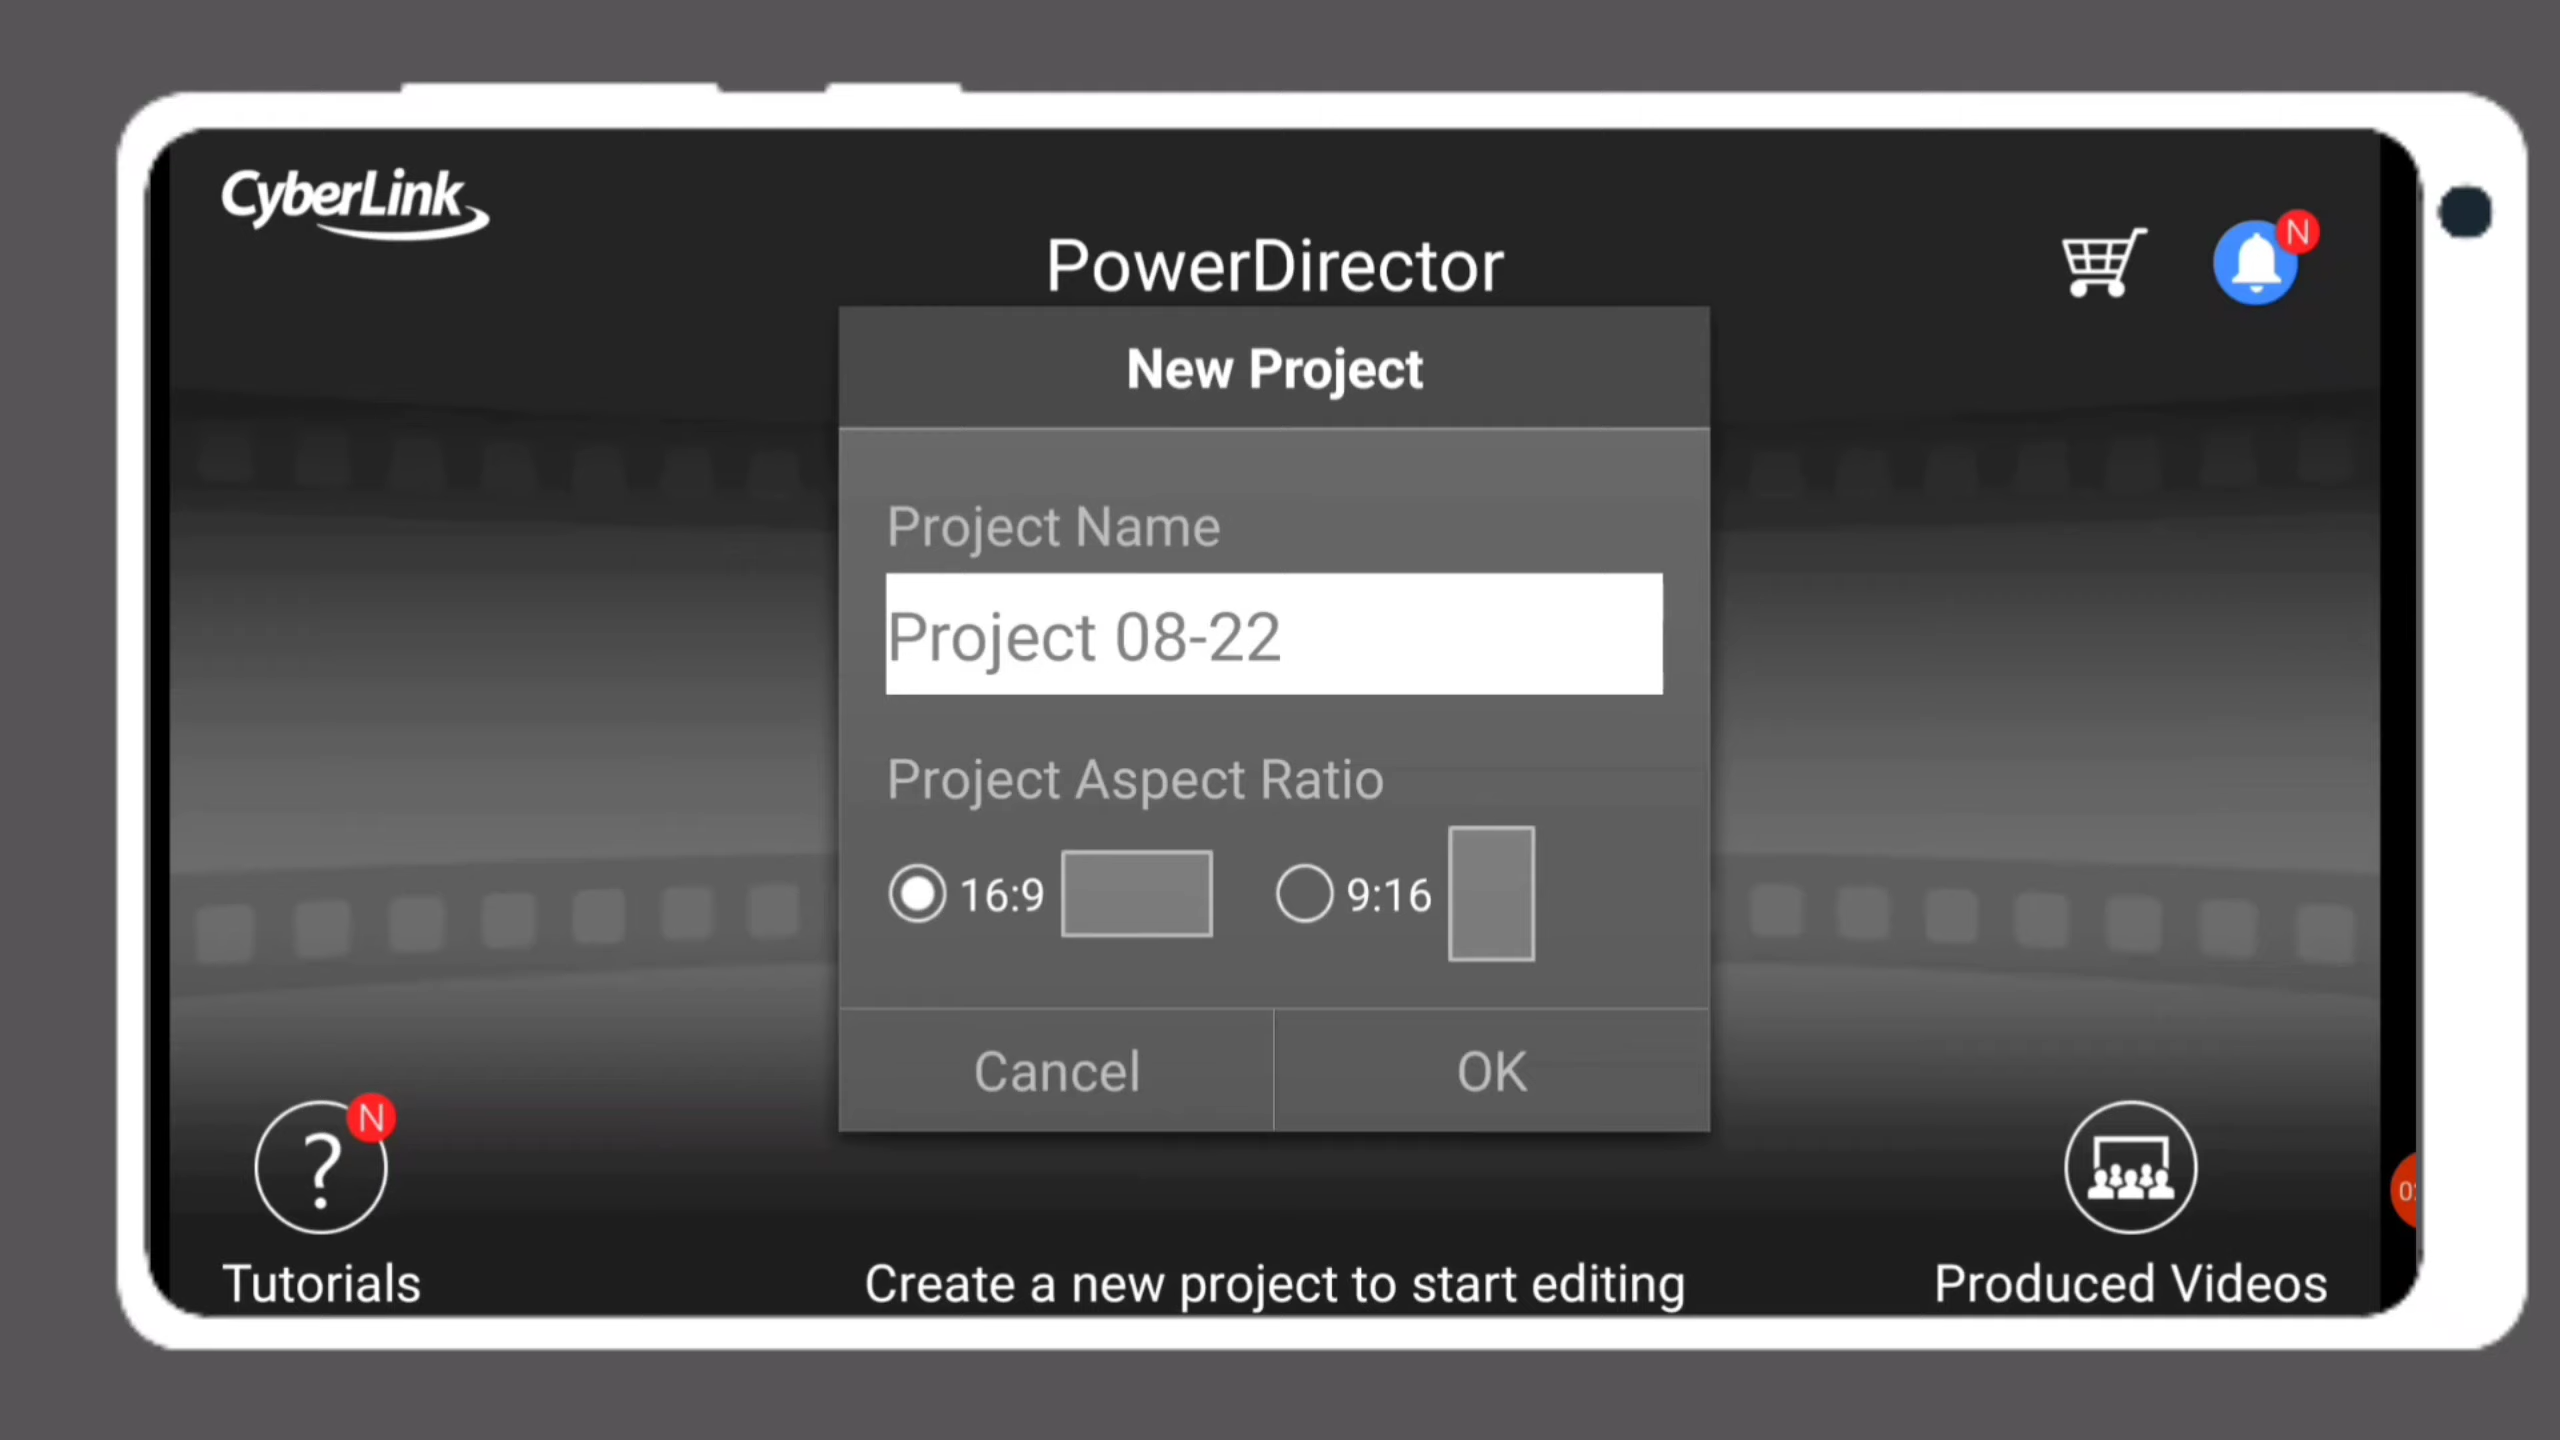 CyberLink
PowerDirector
N
New Project
Project Name
Project 08-22
Project Aspect Ratio
16:9
9:16
Cancel
OK
N
?
Tutorials
Create a new project to start editing
Produced Videos